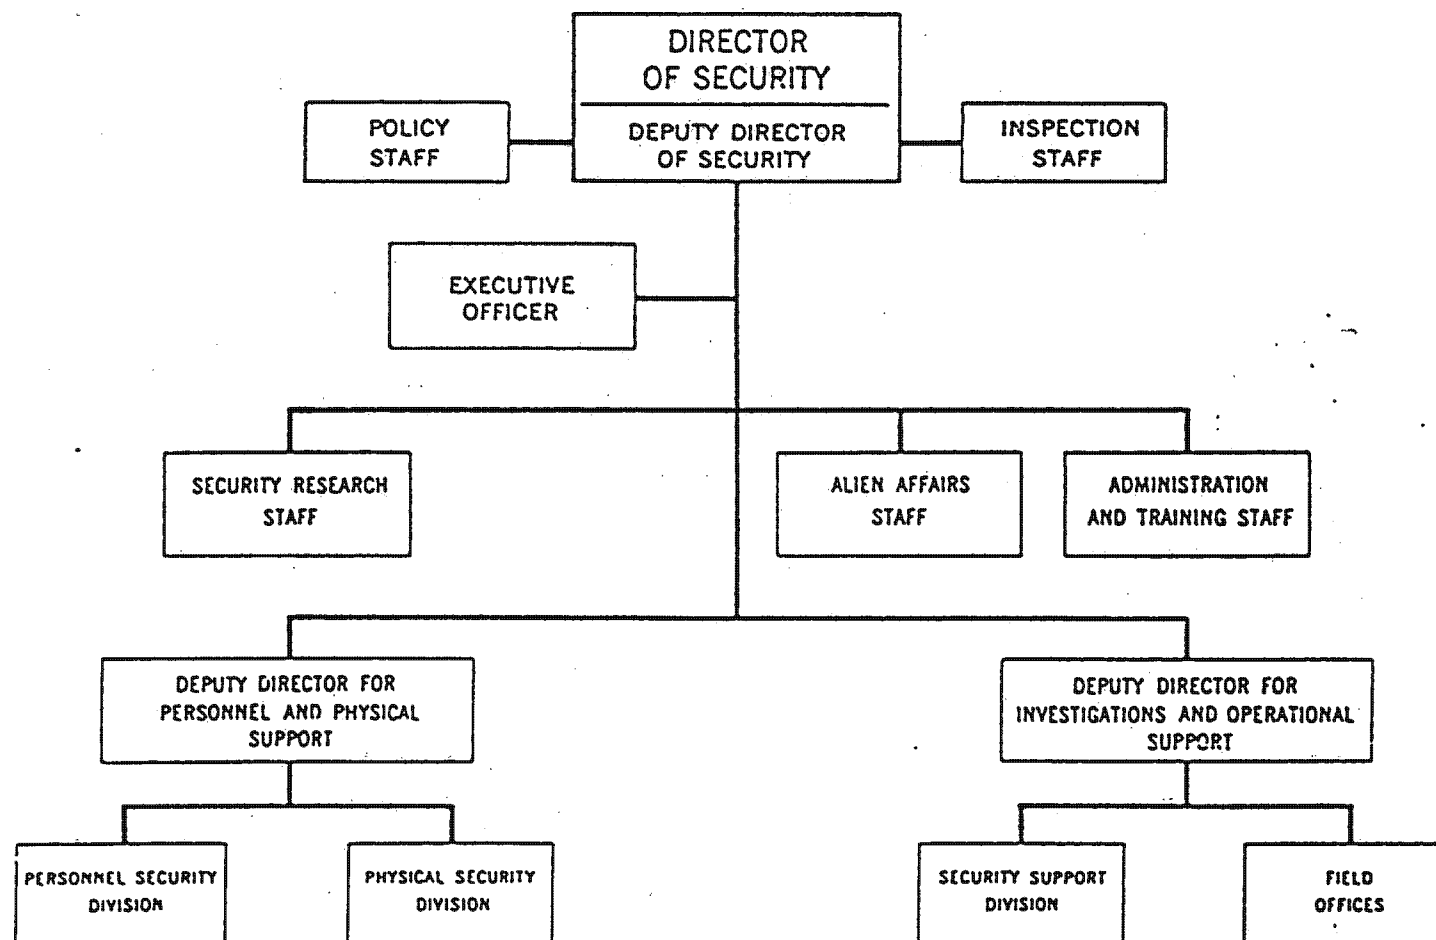 DIRECTOR
OF SECURITY
DEPUTY DIRECTOR
OF SECURITY
POLICY
STAFF
INSPECTION
STAFF
EXECUTIVE
OFFICER
SECURITY RESEARCH
STAFF
ALIEN AFFAIRS
STAFF
ADMINISTRATION
AND TRAINING STAFF
DEPUTY DIRECTOR FOR
PERSONNEL AND PHYSICAL
SUPPORT
DEPUTY DIRECTOR FOR
INVESTIGATIONS AND OPERATIONAL
SUPPORT
PERSONNEL SECURITY
DIVISION
PHYSICAL SECURITY
DIVISION
SECURITY SUPPORT
DIVISION
FIELD
OFFICES